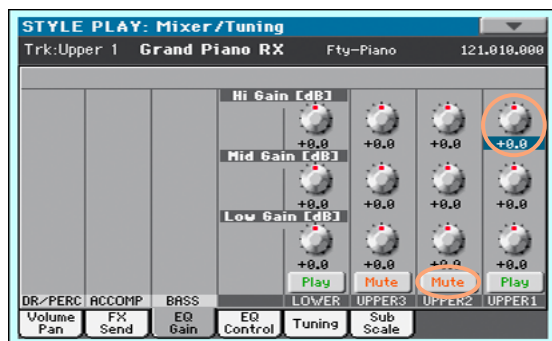 STYLE PLAY: Mixer/Tuning
Trk:Upper 1 Grand Piano RX Fty-Piano 121.010.000
Hi Gain [dB]
+0.0 +0.0 +0.0 +0.0
Mid Gain [dB]
+0.0 +0.0 +0.0 +0.0
Low Gain [dB]
+0.0 +0.0 +0.0 +0.0
Play Mute Mute Play
DR/PERC ACCOMP BASS LOWER UPPER3 UPPER2 UPPER1
Volume Pan FX Send EQ Gain EQ Control Tuning Sub Scale